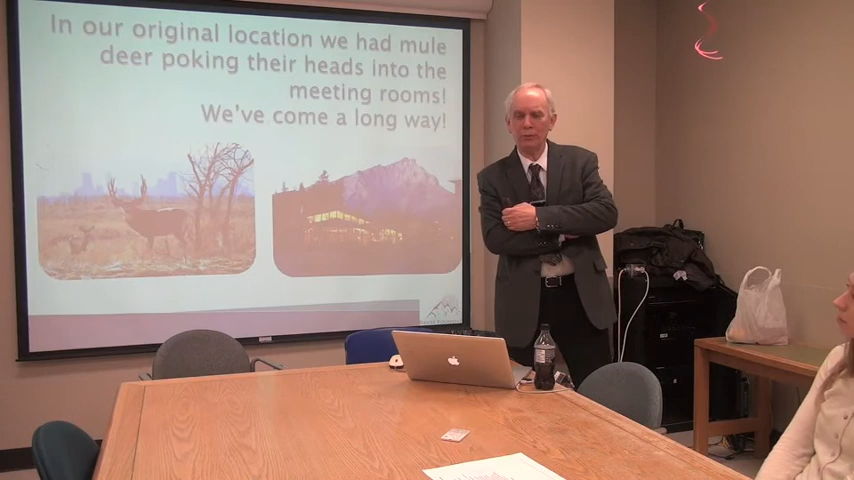 In our original location we had mule
deer poking their heads into the
meeting rooms!
We've come a long way!